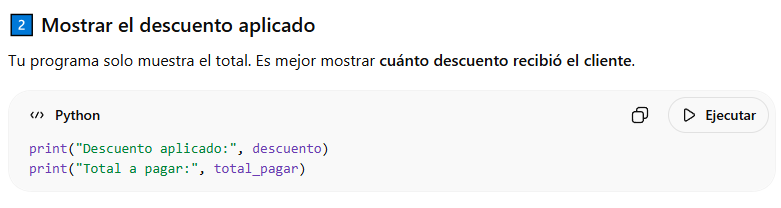 2 Mostrar el descuento aplicado
Tu programa solo muestra el total. Es mejor mostrar cuánto descuento recibió el cliente.
</> Python Ejecutar
print("Descuento aplicado:", descuento)
print("Total a pagar:", total_pagar)